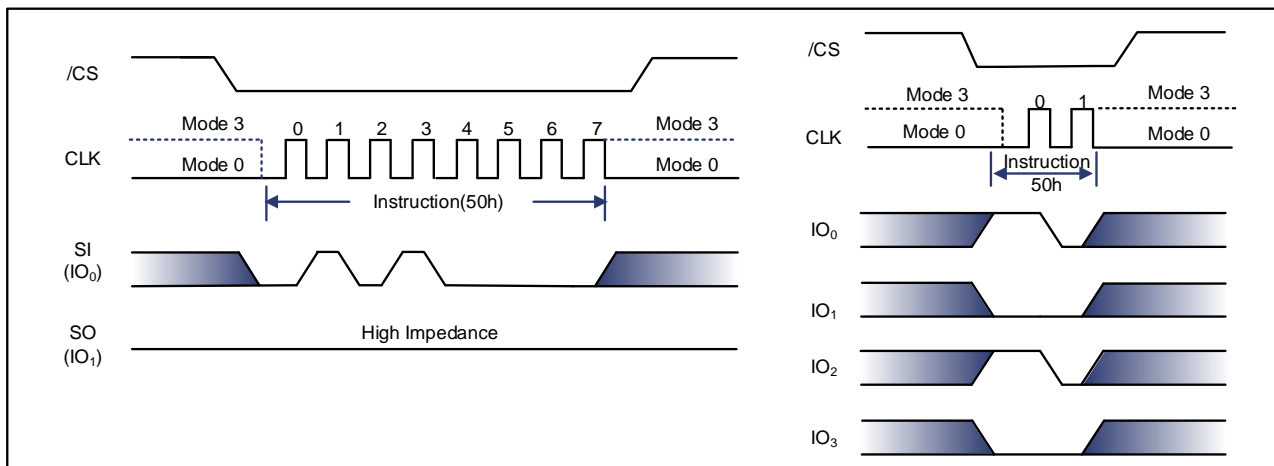 /CS
Mode 3
0 1 2 3 4 5 6 7
Mode 3
CLK
Mode 0
Mode 0
Instruction(50h)
SI
(IO₀)
SO
(IO₁)
High Impedance
/CS
Mode 3
0 1
Mode 3
CLK
Mode 0
Mode 0
Instruction
50h
IO₀
IO₁
IO₂
IO₃